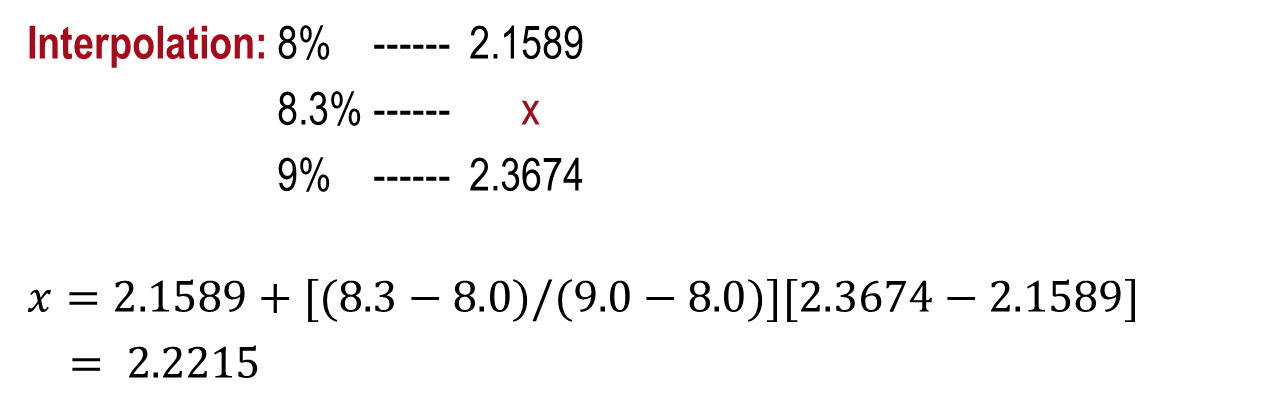 Interpolation: 8% ------ 2.1589
8.3% ------ x
9% ------ 2.3674
x = 2.1589 + [(8.3 − 8.0)/(9.0 − 8.0)][2.3674 − 2.1589]
= 2.2215